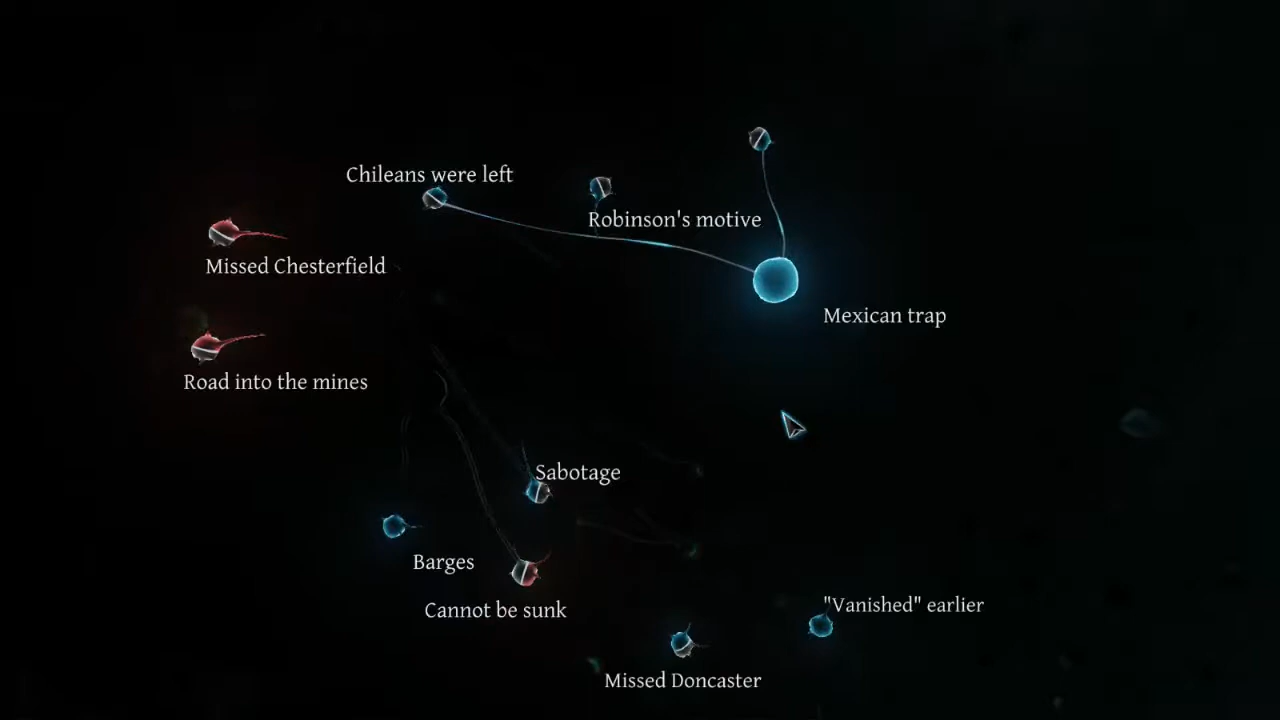 Chileans were left
Robinson's motive
Missed Chesterfield
Mexican trap
Road into the mines
Sabotage
Barges
Cannot be sunk
"Vanished" earlier
Missed Doncaster